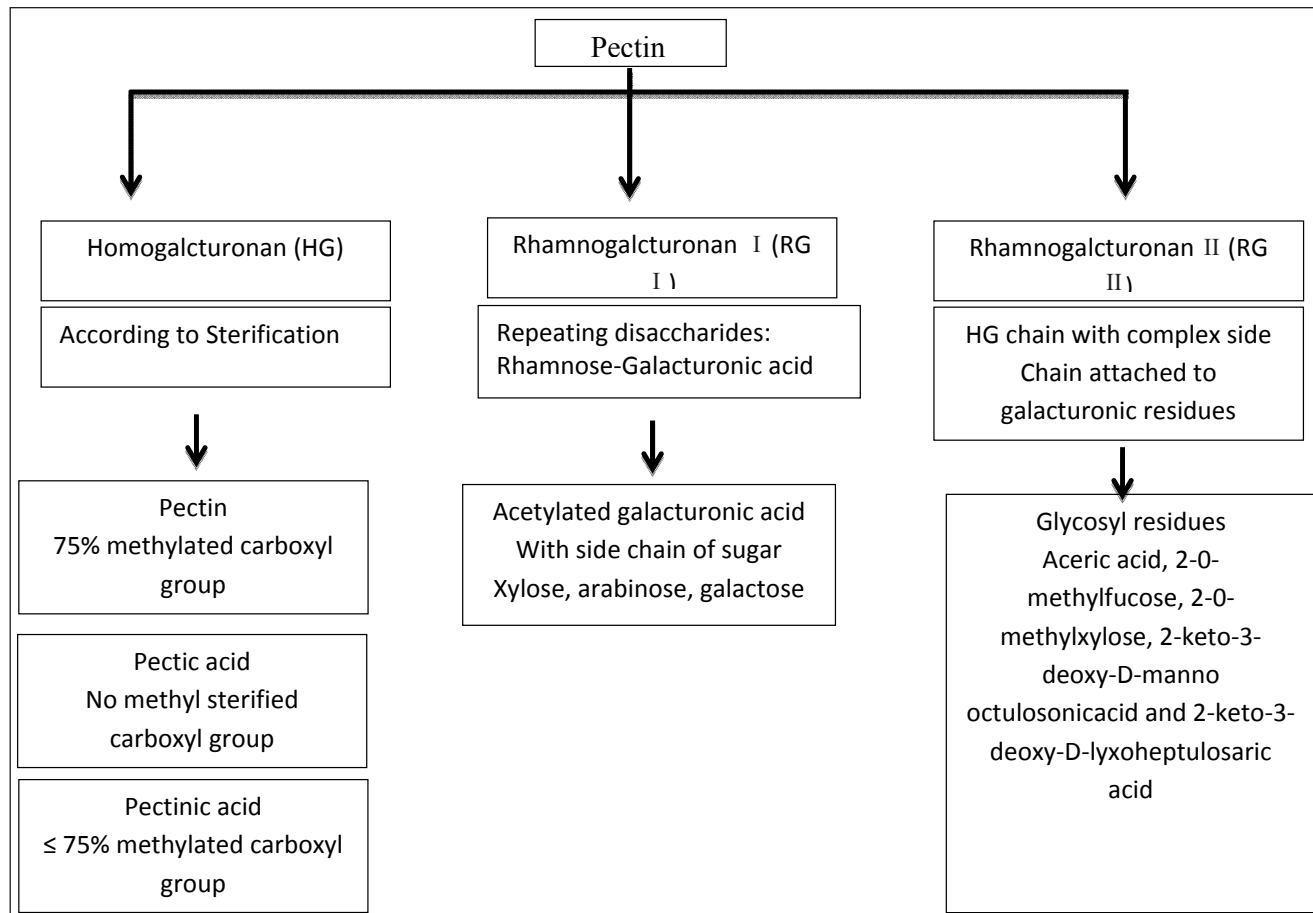 Pectin
Homogalcturonan (HG)
According to Sterification
Pectin
75% methylated carboxyl
group
Pectic acid
No methyl sterified
carboxyl group
Pectinic acid
≤ 75% methylated carboxyl
group
Rhamnogalcturonan Ⅰ (RG
Ⅰ)
Repeating disaccharides:
Rhamnose-Galacturonic acid
Acetylated galacturonic acid
With side chain of sugar
Xylose, arabinose, galactose
Rhamnogalcturonan Ⅱ (RG
Ⅱ)
HG chain with complex side
Chain attached to
galacturonic residues
Glycosyl residues
Aceric acid, 2-0-
methylfucose, 2-0-
methylxylose, 2-keto-3-
deoxy-D-manno
octulosonicacid and 2-keto-3-
deoxy-D-lyxoheptulosaric
acid